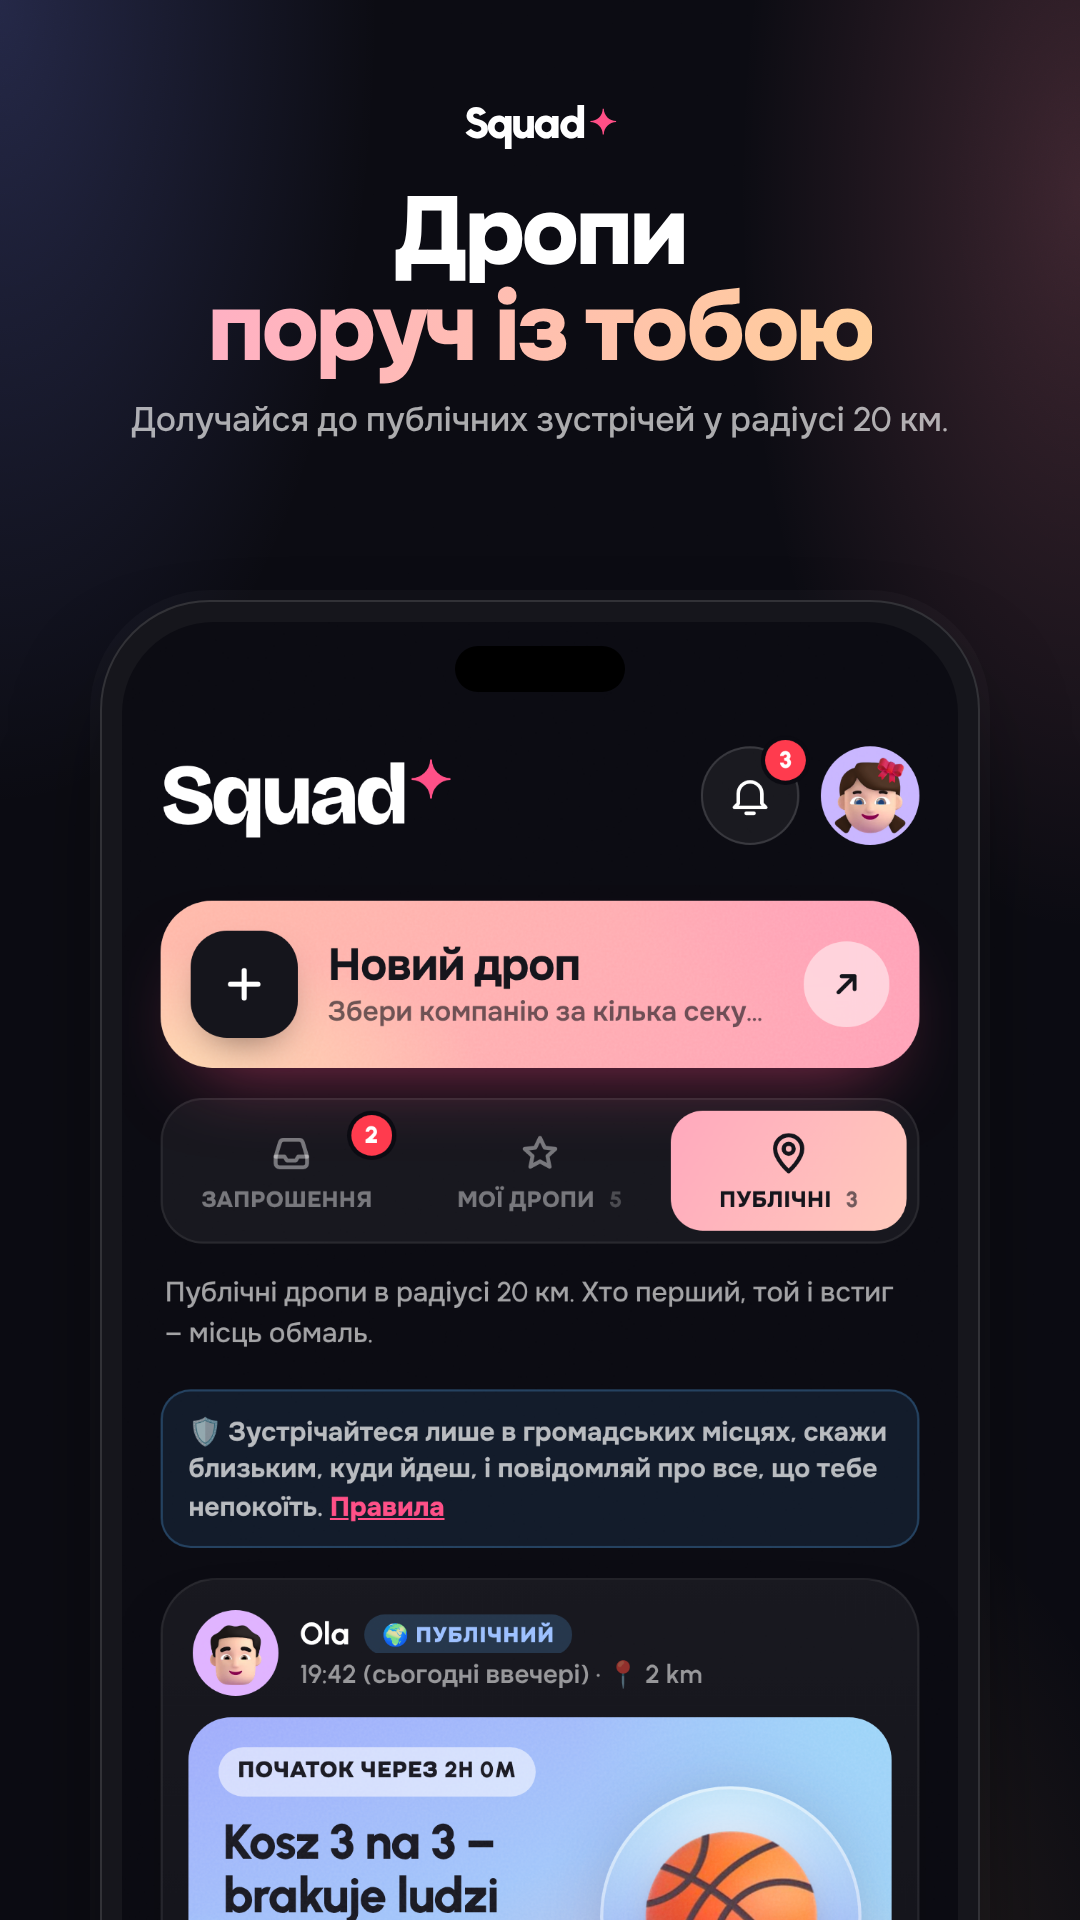 Squad
Дропи
поруч із тобою
Долучайся до публічних зустрічей у радіусі 20 км.
Squad
3
Новий дроп
Збери компанію за кілька секу...
2
ЗАПРОШЕННЯ
МОЇ ДРОПИ 5
ПУБЛІЧНІ 3
Публічні дропи в радіусі 20 км. Хто перший, той і встиг
– місць обмаль.
Зустрічайтеся лише в громадських місцях, скажи
близьким, куди йдеш, і повідомляй про все, що тебе
непокоїть. Правила
Ola ПУБЛІЧНИЙ
19:42 (сьогодні ввечері) · 2 km
ПОЧАТОК ЧЕРЕЗ 2H 0M
Kosz 3 na 3 –
brakuje ludzi